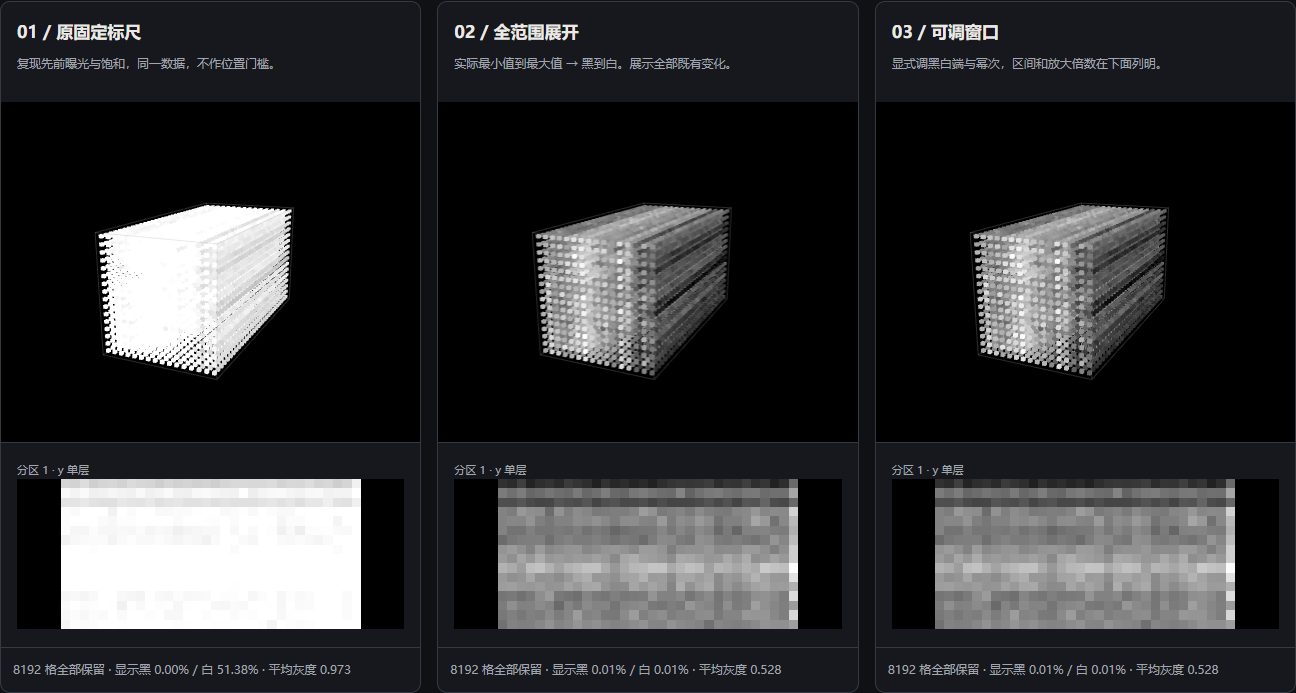 01 / 原固定标尺
复现先前曝光与饱和，同一数据，不作位置门槛。
分区 1 · y 单层
8192 格全部保留 · 显示黑 0.00% / 白 51.38% · 平均灰度 0.973
02 / 全范围展开
实际最小值到最大值 → 黑到白。展示全部既有变化。
分区 1 · y 单层
8192 格全部保留 · 显示黑 0.01% / 白 0.01% · 平均灰度 0.528
03 / 可调窗口
显式调黑白端与幂次，区间和放大倍数在下面列明。
分区 1 · y 单层
8192 格全部保留 · 显示黑 0.01% / 白 0.01% · 平均灰度 0.528